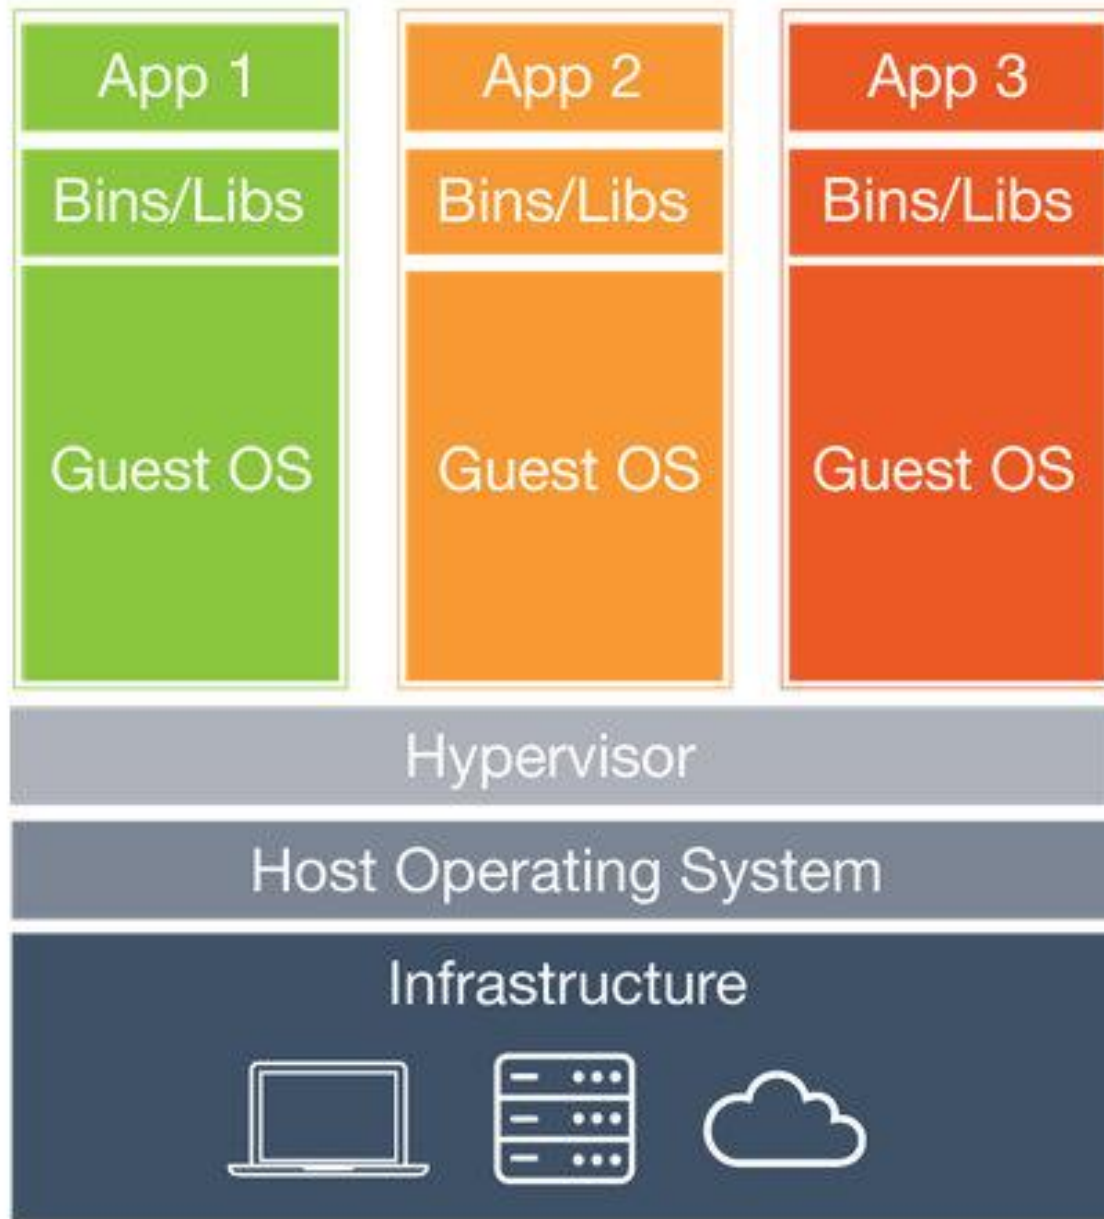 App 1
App 2
App 3
Bins/Libs
Bins/Libs
Bins/Libs
Guest OS
Guest OS
Guest OS
Hypervisor
Host Operating System
Infrastructure